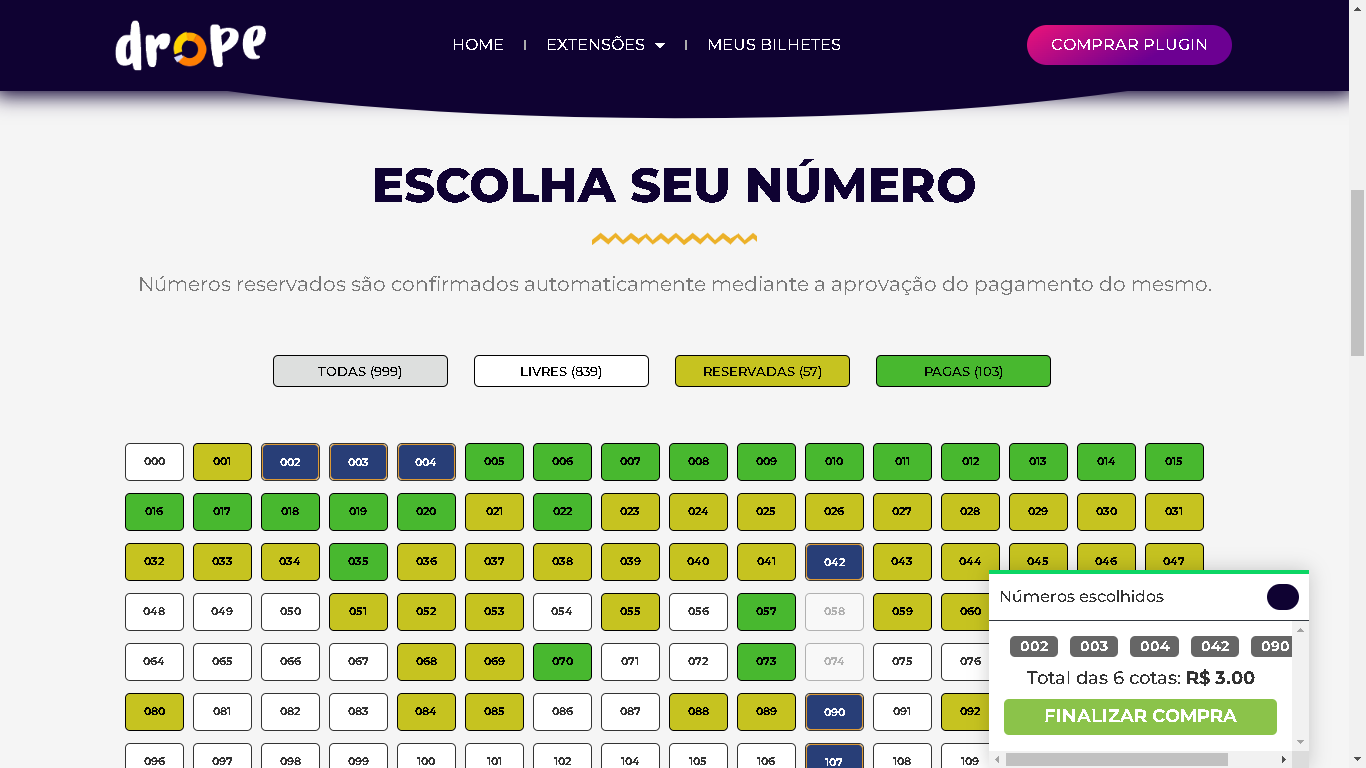 drope
HOME | EXTENSÕES | MEUS BILHETES
COMPRAR PLUGIN
ESCOLHA SEU NÚMERO
Números reservados são confirmados automaticamente mediante a aprovação do pagamento do mesmo.
TODAS (999) LIVRES (839) RESERVADAS (57) PAGAS (103)
000 001 002 003 004 005 006 007 008 009 010 011 012 013 014 015
016 017 018 019 020 021 022 023 024 025 026 027 028 029 030 031
032 033 034 035 036 037 038 039 040 041 042 043 044 045 046 047
048 049 050 051 052 053 054 055 056 057 058 059 060
064 065 066 067 068 069 070 071 072 073 074 075 076
080 081 082 083 084 085 086 087 088 089 090 091 092
096 097 098 099 100 101 102 104 105 106 107 108 109
Números escolhidos
002 003 004 042 090
Total das 6 cotas: R$ 3.00
FINALIZAR COMPRA